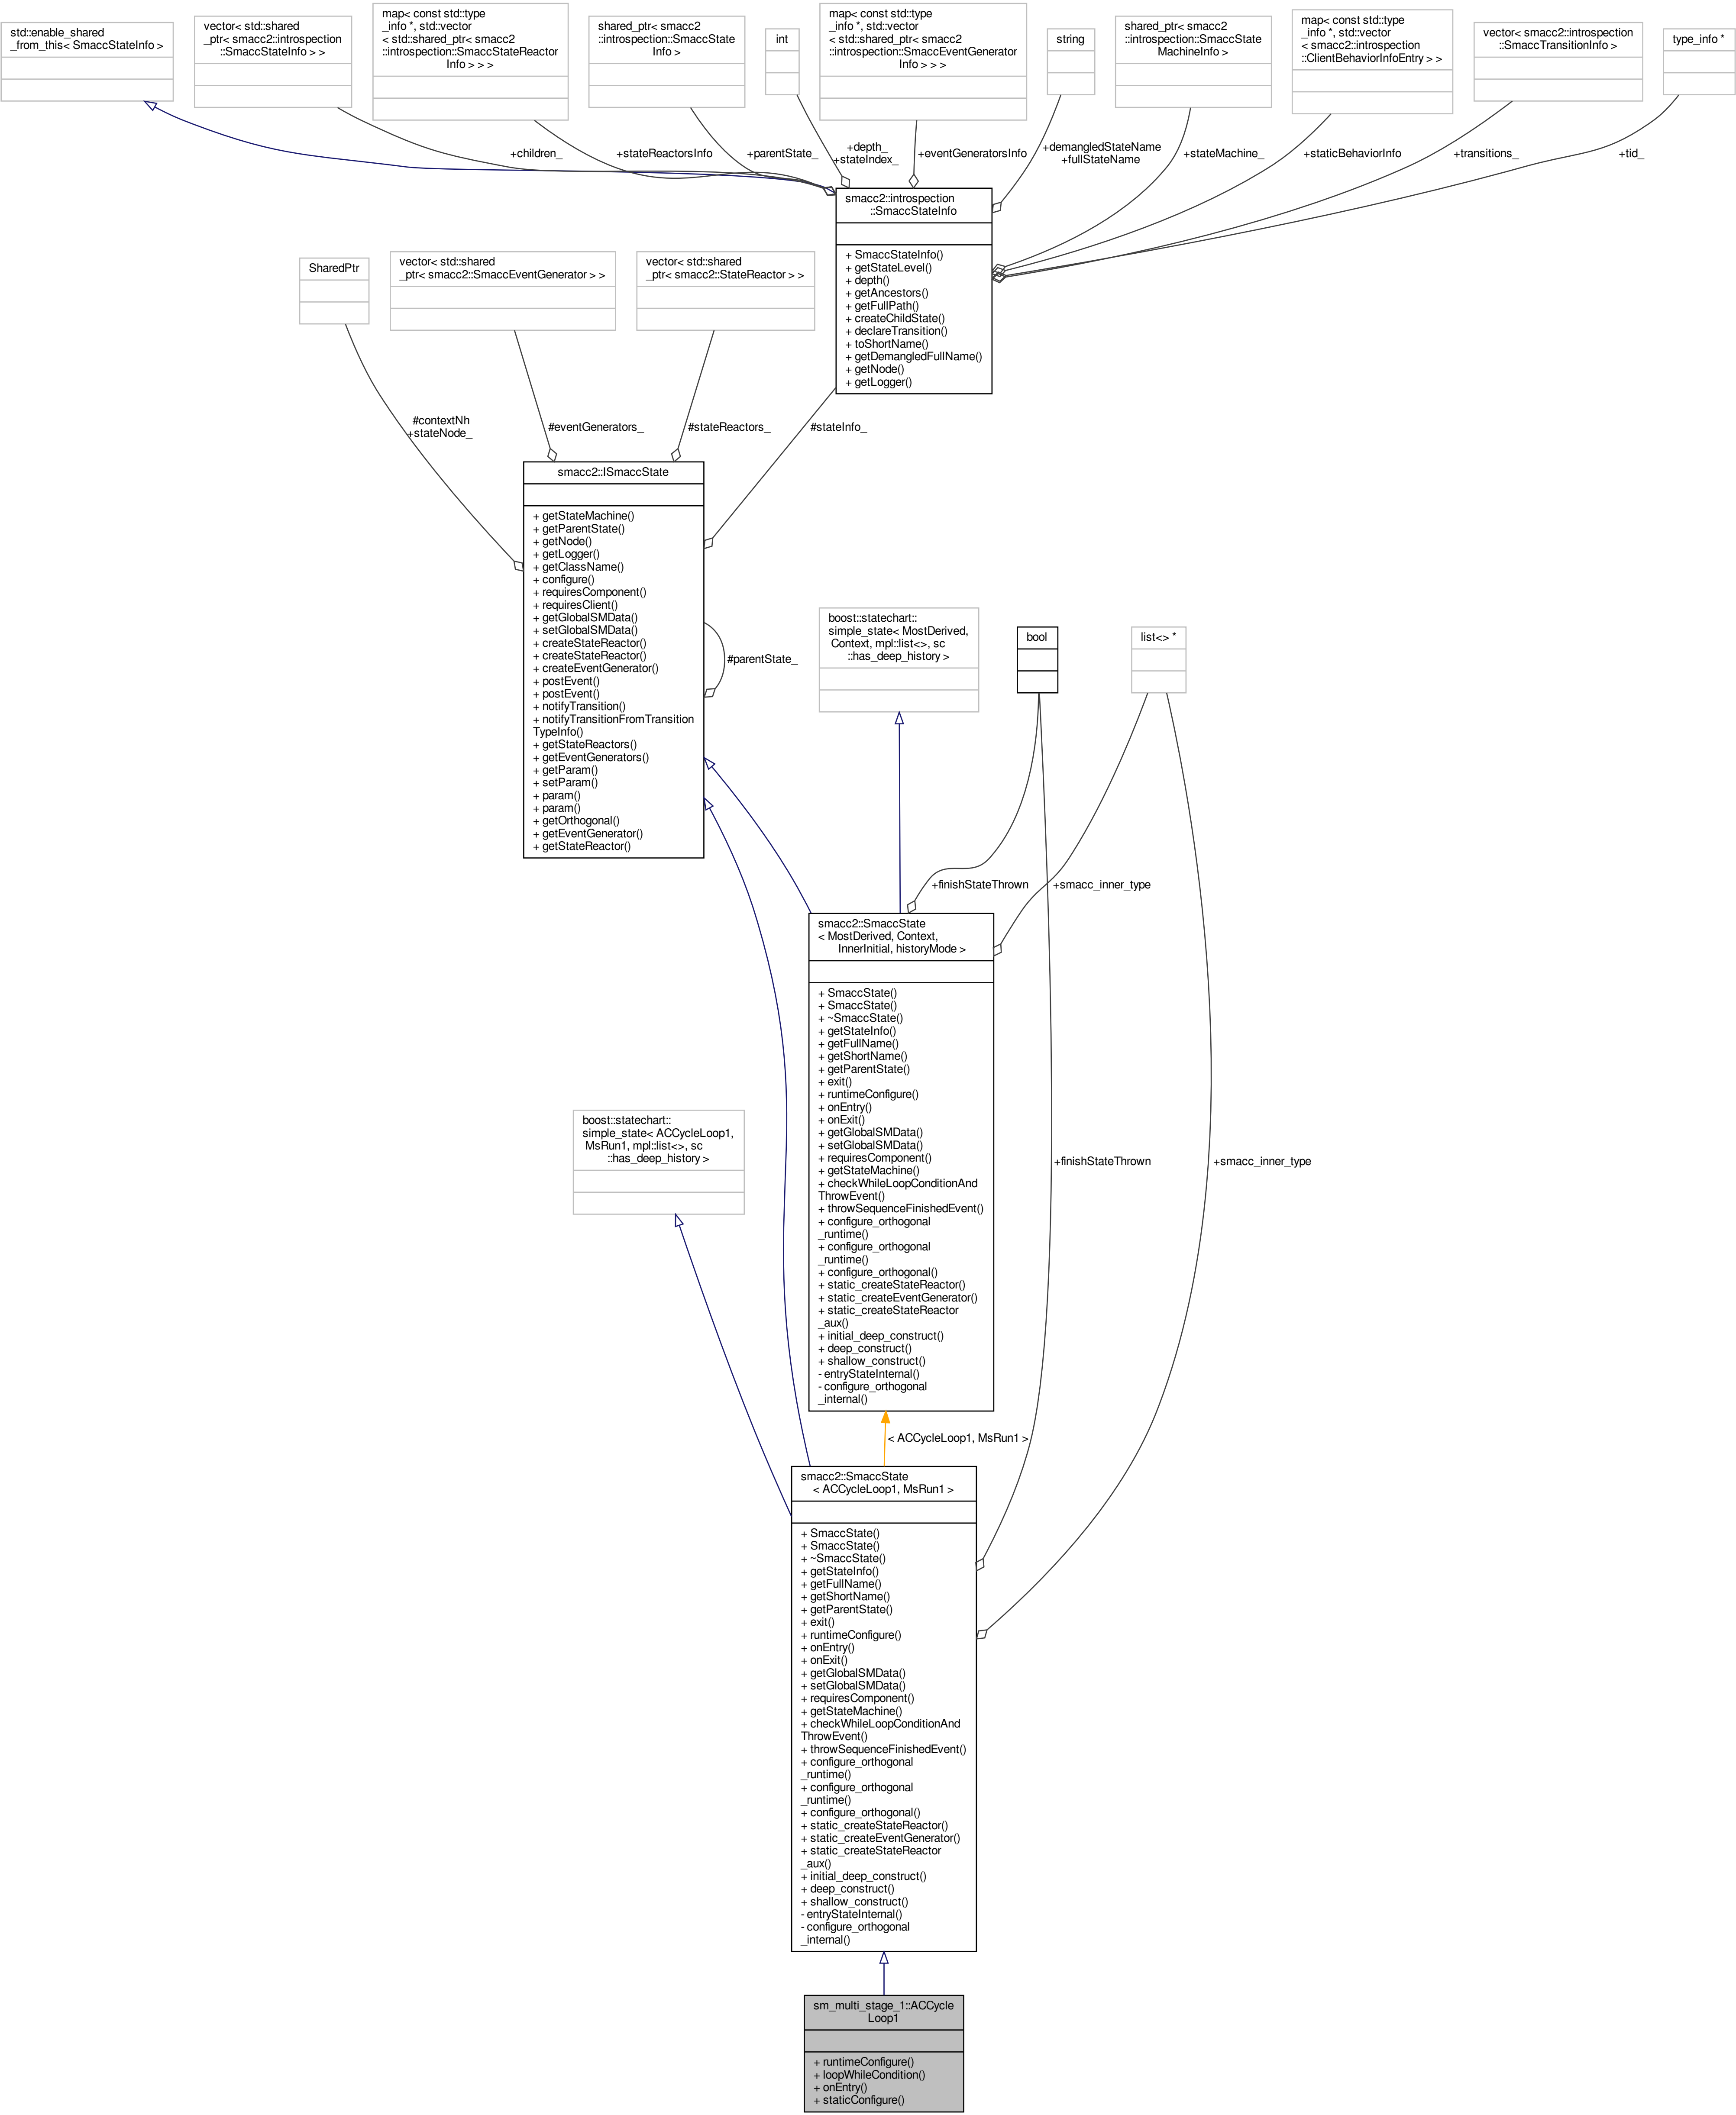 std::enable_shared
_from_this< SmaccStateInfo >
vector< std::shared
_ptr< smacc2::introspection
::SmaccStateInfo > >
map< const std::type
_info *, std::vector
< std::shared_ptr< smacc2
::introspection::SmaccStateReactor
Info > > >
shared_ptr< smacc2
::introspection::SmaccState
Info >
int
map< const std::type
_info *, std::vector
< std::shared_ptr< smacc2
::introspection::SmaccEventGenerator
Info > > >
string
shared_ptr< smacc2
::introspection::SmaccState
MachineInfo >
map< const std::type
_info *, std::vector
< smacc2::introspection
::ClientBehaviorInfoEntry > >
vector< smacc2::introspection
::SmaccTransitionInfo >
type_info *
+children_
+stateReactorsInfo
+parentState_
+depth_
+stateIndex_
+eventGeneratorsInfo
+demangledStateName
+fullStateName
+stateMachine_
+staticBehaviorInfo
+transitions_
+tid_
smacc2::introspection
::SmaccStateInfo
+ SmaccStateInfo()
+ getStateLevel()
+ depth()
+ getAncestors()
+ getFullPath()
+ createChildState()
+ declareTransition()
+ toShortName()
+ getDemangledFullName()
+ getNode()
+ getLogger()
SharedPtr
vector< std::shared
_ptr< smacc2::SmaccEventGenerator > >
vector< std::shared
_ptr< smacc2::StateReactor > >
#contextNh
+stateNode_
#eventGenerators_
#stateReactors_
#stateInfo_
smacc2::ISmaccState
+ getStateMachine()
+ getParentState()
+ getNode()
+ getLogger()
+ getClassName()
+ configure()
+ requiresComponent()
+ requiresClient()
+ getGlobalSMData()
+ setGlobalSMData()
+ createStateReactor()
+ createStateReactor()
+ createEventGenerator()
+ postEvent()
+ postEvent()
+ notifyTransition()
+ notifyTransitionFromTransition
TypeInfo()
+ getStateReactors()
+ getEventGenerators()
+ getParam()
+ setParam()
+ param()
+ param()
+ getOrthogonal()
+ getEventGenerator()
+ getStateReactor()
#parentState_
boost::statechart::
simple_state< MostDerived,
Context, mpl::list<>, sc
::has_deep_history >
bool
list<> *
+finishStateThrown
+smacc_inner_type
smacc2::SmaccState
< MostDerived, Context,
InnerInitial, historyMode >
+ SmaccState()
+ SmaccState()
+ ~SmaccState()
+ getStateInfo()
+ getFullName()
+ getShortName()
+ getParentState()
+ exit()
+ runtimeConfigure()
+ onEntry()
+ onExit()
+ getGlobalSMData()
+ setGlobalSMData()
+ requiresComponent()
+ getStateMachine()
+ checkWhileLoopConditionAnd
ThrowEvent()
+ throwSequenceFinishedEvent()
+ configure_orthogonal
_runtime()
+ configure_orthogonal
_runtime()
+ configure_orthogonal()
+ static_createStateReactor()
+ static_createEventGenerator()
+ static_createStateReactor
_aux()
+ initial_deep_construct()
+ deep_construct()
+ shallow_construct()
- entryStateInternal()
- configure_orthogonal
_internal()
boost::statechart::
simple_state< ACCycleLoop1,
MsRun1, mpl::list<>, sc
::has_deep_history >
+finishStateThrown
+smacc_inner_type
< ACCycleLoop1, MsRun1 >
smacc2::SmaccState
< ACCycleLoop1, MsRun1 >
+ SmaccState()
+ SmaccState()
+ ~SmaccState()
+ getStateInfo()
+ getFullName()
+ getShortName()
+ getParentState()
+ exit()
+ runtimeConfigure()
+ onEntry()
+ onExit()
+ getGlobalSMData()
+ setGlobalSMData()
+ requiresComponent()
+ getStateMachine()
+ checkWhileLoopConditionAnd
ThrowEvent()
+ throwSequenceFinishedEvent()
+ configure_orthogonal
_runtime()
+ configure_orthogonal
_runtime()
+ configure_orthogonal()
+ static_createStateReactor()
+ static_createEventGenerator()
+ static_createStateReactor
_aux()
+ initial_deep_construct()
+ deep_construct()
+ shallow_construct()
- entryStateInternal()
- configure_orthogonal
_internal()
sm_multi_stage_1::ACCycle
Loop1
+ runtimeConfigure()
+ loopWhileCondition()
+ onEntry()
+ staticConfigure()